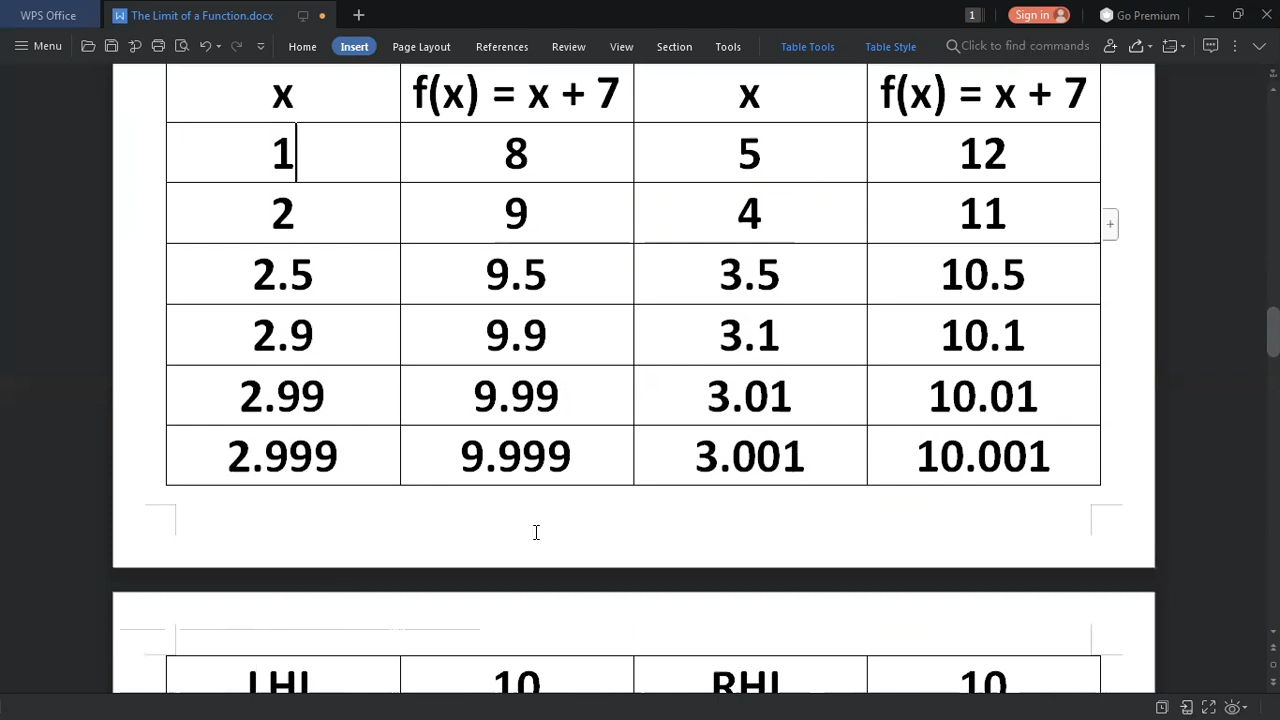 WPS Office
The Limit of a Function.docx
1
Sign in
Go Premium
Menu
Home
Insert
Page Layout
References
Review
View
Section
Tools
Table Tools
Table Style
Click to find commands
x f(x) = x + 7 x f(x) = x + 7
1 8 5 12
2 9 4 11
2.5 9.5 3.5 10.5
2.9 9.9 3.1 10.1
2.99 9.99 3.01 10.01
2.999 9.999 3.001 10.001
LHL 10 RHL 10